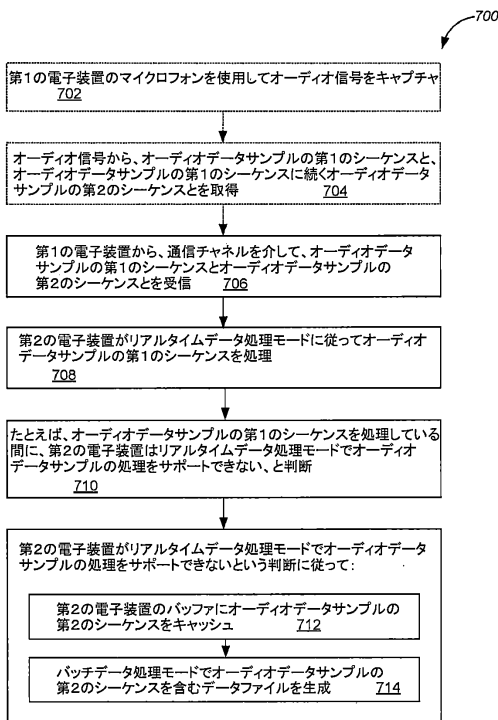 700
第1の電子装置のマイクロフォンを使用してオーディオ信号をキャプチャ
702
オーディオ信号から、オーディオデータサンプルの第1のシーケンスと、
オーディオデータサンプルの第1のシーケンスに続くオーディオデータ
サンプルの第2のシーケンスとを取得 704
第1の電子装置から、通信チャネルを介して、オーディオデータ
サンプルの第1のシーケンスとオーディオデータサンプルの
第2のシーケンスとを受信 706
第2の電子装置がリアルタイムデータ処理モードに従ってオーディオ
データサンプルの第1のシーケンスを処理
708
たとえば、オーディオデータサンプルの第1のシーケンスを処理している
間に、第2の電子装置はリアルタイムデータ処理モードでオーディオ
データサンプルの処理をサポートできない、と判断
710
第2の電子装置がリアルタイムデータ処理モードでオーディオデータ
サンプルの処理をサポートできないという判断に従って：
第2の電子装置のバッファにオーディオデータサンプルの
第2のシーケンスをキャッシュ 712
バッチデータ処理モードでオーディオデータサンプルの
第2のシーケンスを含むデータファイルを生成 714